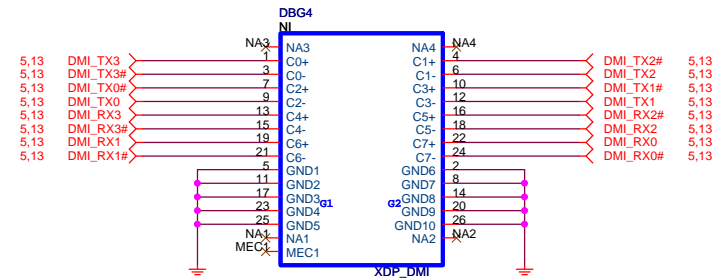 DBG4
NI
NA3 NA3 NA4 NA4
5,13 DMI_TX3 1 C0+ C1+ 4 DMI_TX2# 5,13
5,13 DMI_TX3# 3 C0- C1- 6 DMI_TX2 5,13
5,13 DMI_TX0# 7 C2+ C3+ 10 DMI_TX1# 5,13
5,13 DMI_TX0 9 C2- C3- 12 DMI_TX1 5,13
5,13 DMI_RX3 13 C4+ C5+ 16 DMI_RX2# 5,13
5,13 DMI_RX3# 15 C4- C5- 18 DMI_RX2 5,13
5,13 DMI_RX1 19 C6+ C7+ 22 DMI_RX0 5,13
5,13 DMI_RX1# 21 C6- C7- 24 DMI_RX0# 5,13
5 GND1 GND6 2
11 GND2 GND7 8
17 GND3 G1 G2 GND8 14
23 GND4 GND9 20
25 GND5 GND10 26
NA1 NA1 NA2 NA2
MEC1 MEC1
XDP_DMI